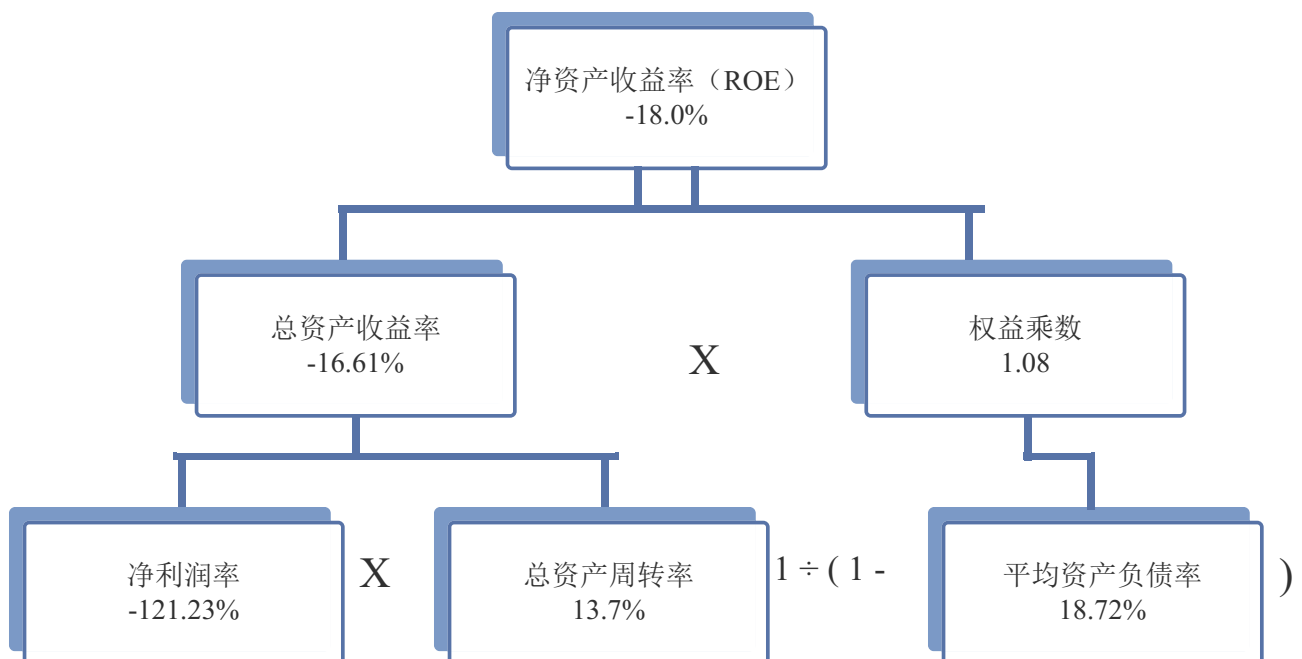 净资产收益率（ROE）
-18.0%
总资产收益率
-16.61%
X
权益乘数
1.08
净利润率
-121.23%
X
总资产周转率
13.7%
1 ÷ ( 1 -
平均资产负债率
18.72%
)